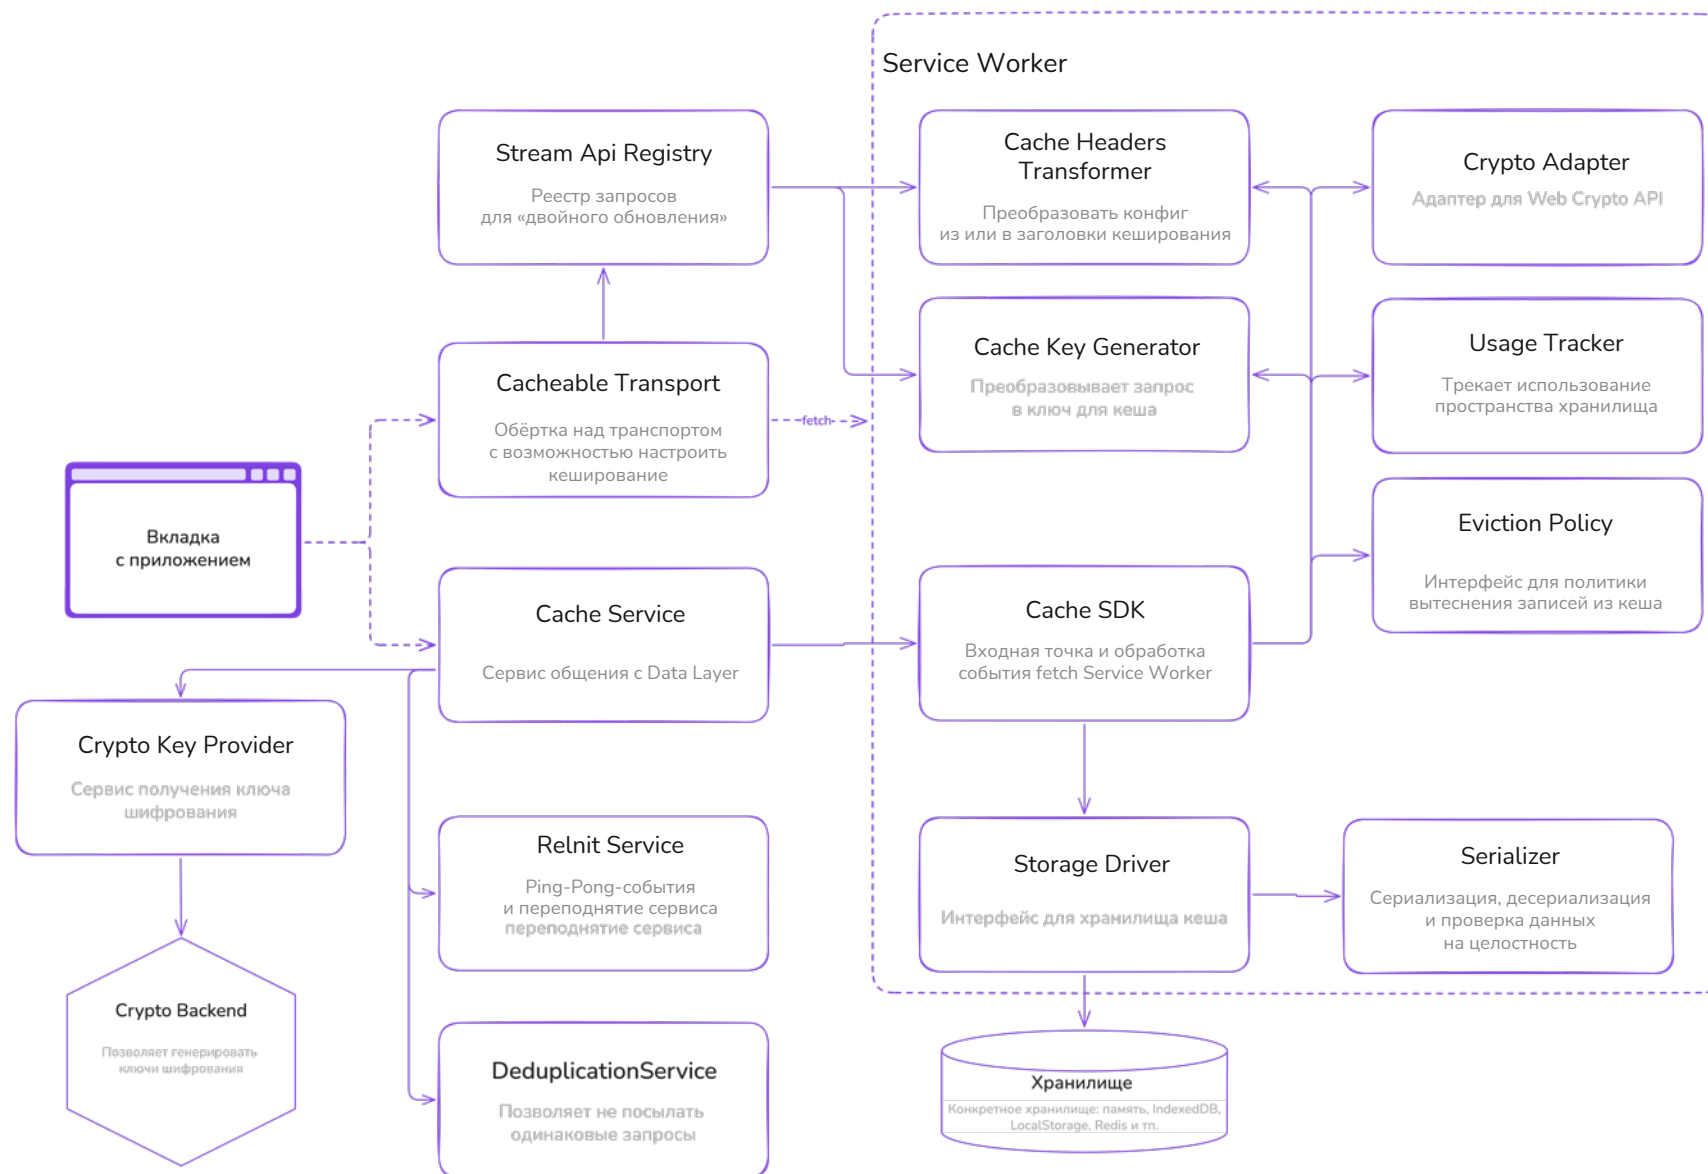 Service Worker
Stream Api Registry
Реестр запросов
для «двойного обновления»
Cache Headers
Transformer
Преобразовать конфиг
из или в заголовки кеширования
Crypto Adapter
Адаптер для Web Crypto API
Cacheable Transport
Обёртка над транспортом
с возможностью настроить
кеширование
fetch
Cache Key Generator
Преобразовывает запрос
в ключ для кеша
Usage Tracker
Трекает использование
пространства хранилища
Вкладка
с приложением
Eviction Policy
Интерфейс для политики
вытеснения записей из кеша
Cache Service
Сервис общения с Data Layer
Cache SDK
Входная точка и обработка
события fetch Service Worker
Crypto Key Provider
Сервис получения ключа
шифрования
ReInit Service
Ping-Pong-события
и переподнятие сервиса
переподнятие сервиса
Storage Driver
Интерфейс для хранилища кеша
Serializer
Сериализация, десериализация
и проверка данных
на целостность
Crypto Backend
Позволяет генерировать
ключи шифрования
DeduplicationService
Позволяет не посылать
одинаковые запросы
Хранилище
Конкретное хранилище: память, IndexedDB,
LocalStorage, Redis и тп.